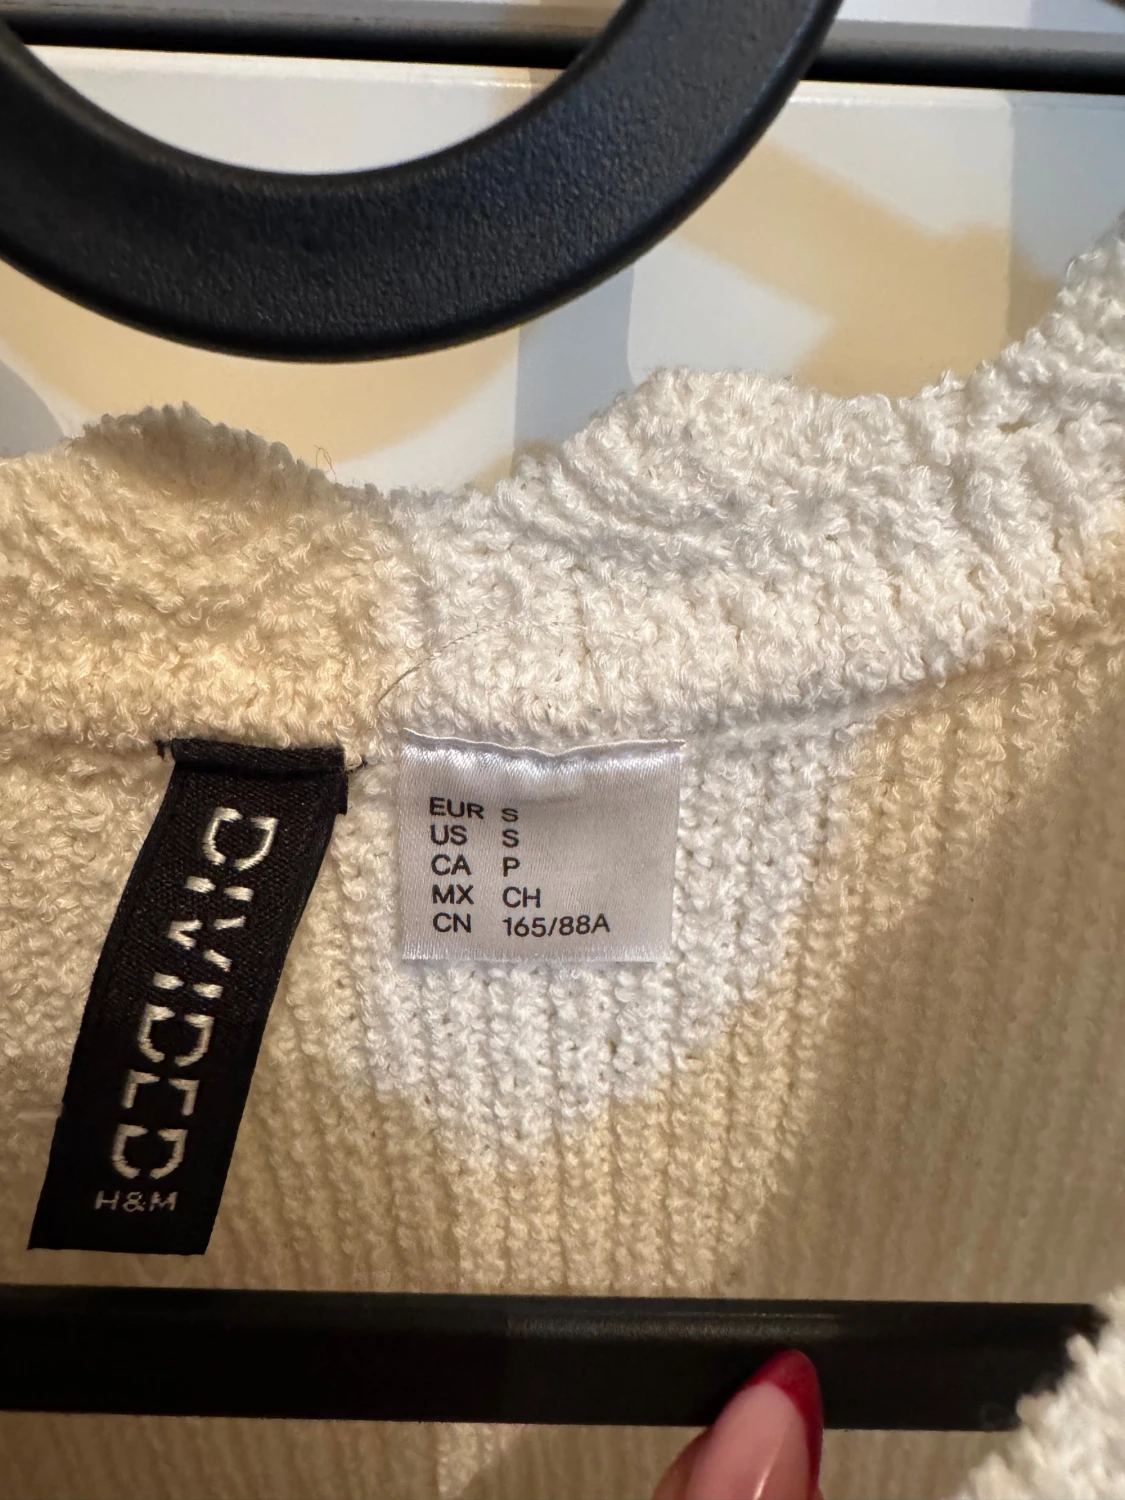 DIVIDED
H&M
EUR S
US S
CA P
MX CH
CN 165/88A